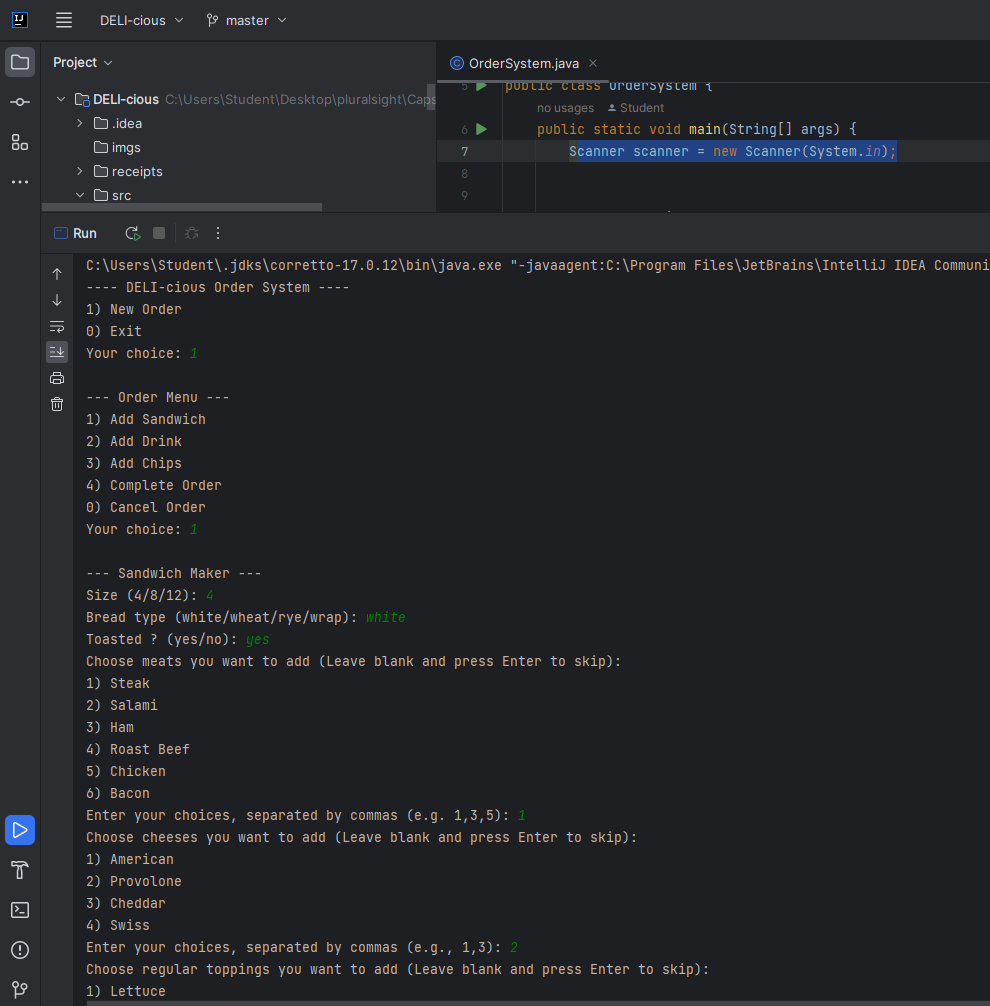 DELI-cious
master
Project
DELI-cious C:\Users\Student\Desktop\pluralsight\Caps
.idea
imgs
receipts
src
OrderSystem.java
5 public class OrderSystem {
no usages Student
6 public static void main(String[] args) {
7 Scanner scanner = new Scanner(System.in);
8
9
Run
C:\Users\Student\.jdks\corretto-17.0.12\bin\java.exe "-javaagent:C:\Program Files\JetBrains\IntelliJ IDEA Communi
---- DELI-cious Order System ----
1) New Order
0) Exit
Your choice: 1
--- Order Menu ---
1) Add Sandwich
2) Add Drink
3) Add Chips
4) Complete Order
0) Cancel Order
Your choice: 1
--- Sandwich Maker ---
Size (4/8/12): 4
Bread type (white/wheat/rye/wrap): white
Toasted ? (yes/no): yes
Choose meats you want to add (Leave blank and press Enter to skip):
1) Steak
2) Salami
3) Ham
4) Roast Beef
5) Chicken
6) Bacon
Enter your choices, separated by commas (e.g. 1,3,5): 1
Choose cheeses you want to add (Leave blank and press Enter to skip):
1) American
2) Provolone
3) Cheddar
4) Swiss
Enter your choices, separated by commas (e.g., 1,3): 2
Choose regular toppings you want to add (Leave blank and press Enter to skip):
1) Lettuce